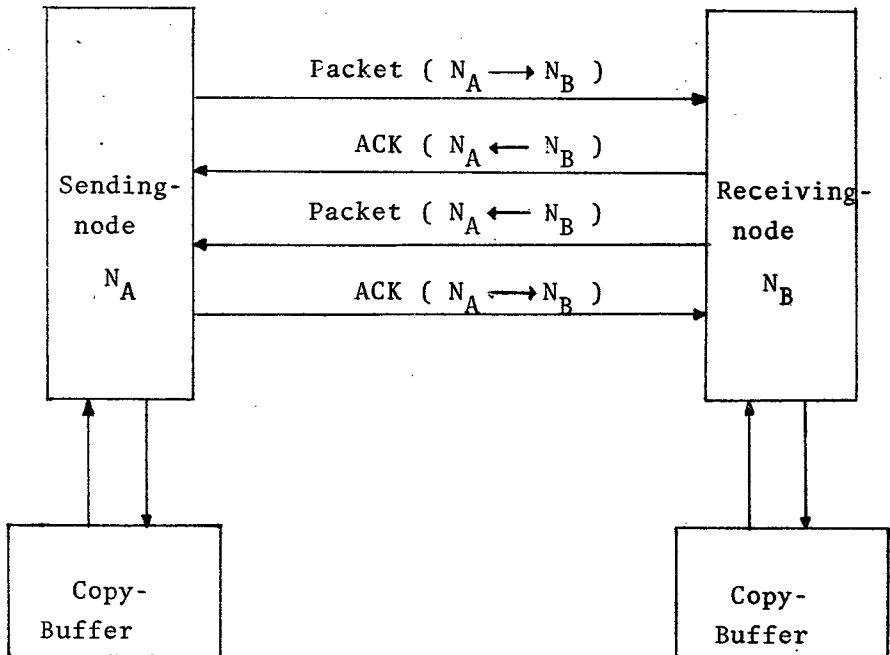 Packet ( N_A ⟶ N_B )
ACK ( N_A ⟵ N_B )
Sending-
node
N_A
Packet ( N_A ⟵ N_B )
ACK ( N_A ⟶ N_B )
Receiving-
node
N_B
Copy-
Buffer
Copy-
Buffer